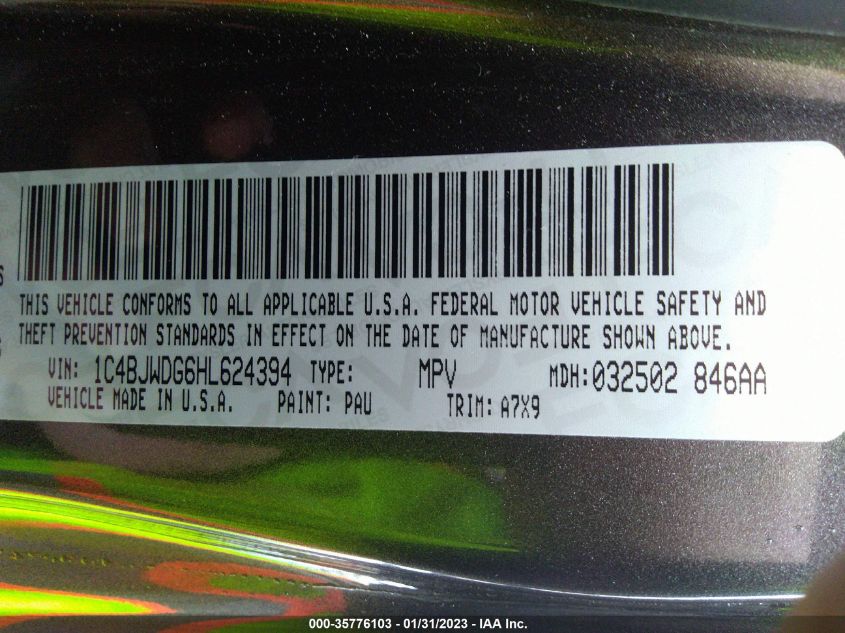 THIS VEHICLE CONFORMS TO ALL APPLICABLE U.S.A. FEDERAL MOTOR VEHICLE SAFETY AND
THEFT PREVENTION STANDARDS IN EFFECT ON THE DATE OF MANUFACTURE SHOWN ABOVE.
VIN: 1C4BJWDG6HL624394 TYPE: MPV MDH:032502 846AA
VEHICLE MADE IN U.S.A. PAINT: PAU TRIM: A7X9
000-35776103 - 01/31/2023 - IAA Inc.